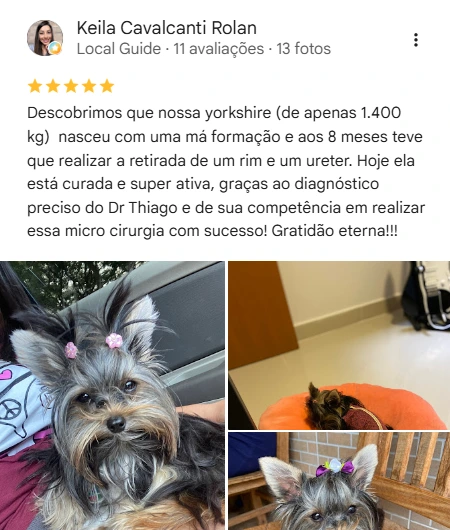 Keila Cavalcanti Rolan
Local Guide · 11 avaliações · 13 fotos
Descobrimos que nossa yorkshire (de apenas 1.400
kg)  nasceu com uma má formação e aos 8 meses teve
que realizar a retirada de um rim e um ureter. Hoje ela
está curada e super ativa, graças ao diagnóstico
preciso do Dr Thiago e de sua competência em realizar
essa micro cirurgia com sucesso! Gratidão eterna!!!